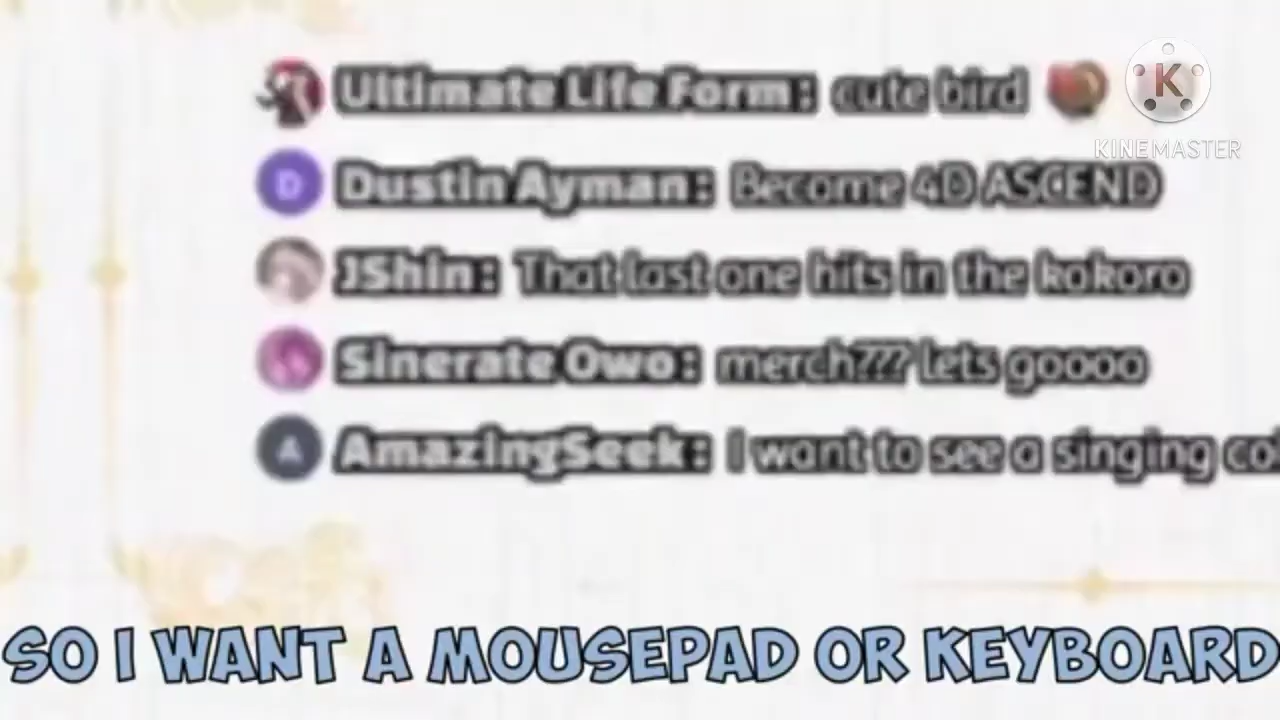 Ultimate Life Form: cute bird
K
KINEMASTER
D
Dustin Ayman: Become 4D ASCEND
JShin: That last one hits in the kokoro
Sinerate Owo: merch??? lets goooo
A
AmazingSeek: I want to see a singing col
SO I WANT A MOUSEPAD OR KEYBOARD